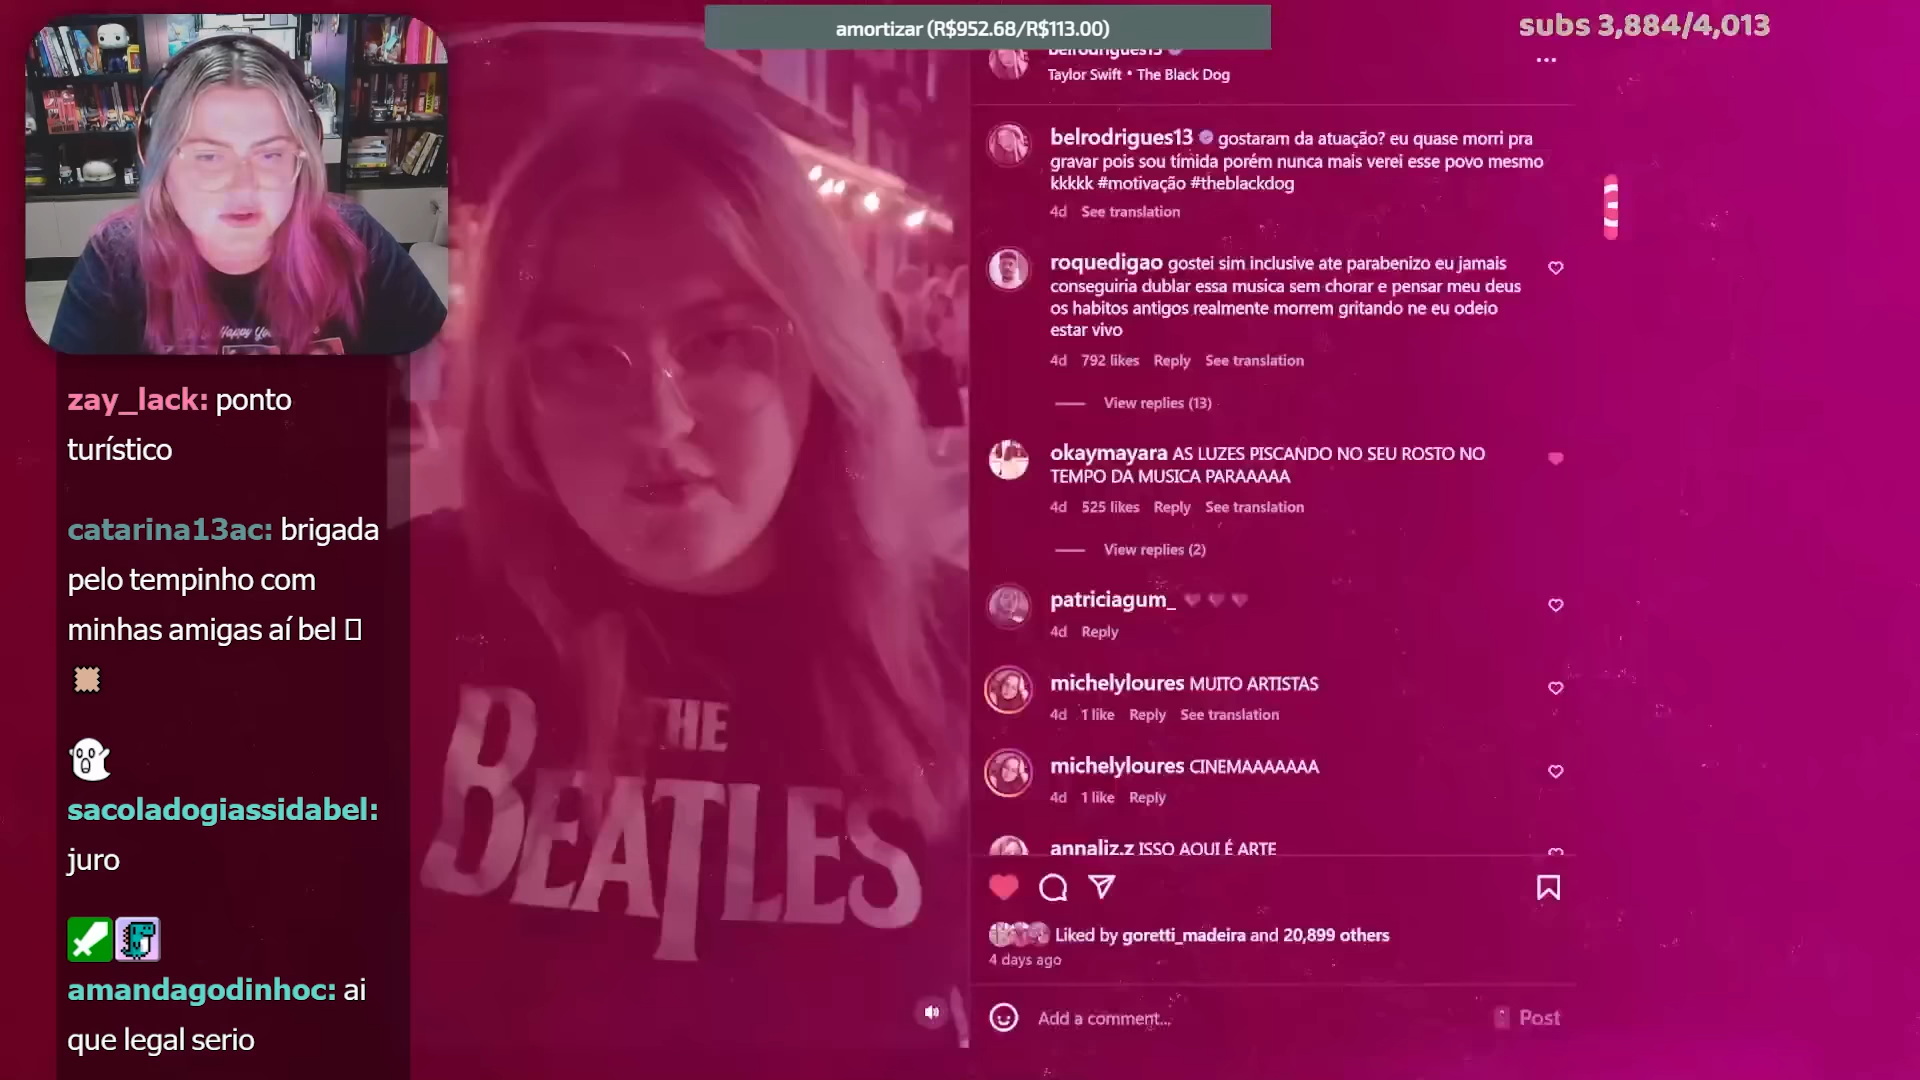 amortizar (R$952.68/R$113.00)
subs 3,884/4,013
belrodrigues13
Taylor Swift • The Black Dog
belrodrigues13 gostaram da atuação? eu quase morri pra
gravar pois sou tímida porém nunca mais verei esse povo mesmo
kkkkk #motivação #theblackdog
4d See translation
roquedigao gostei sim inclusive ate parabenizo eu jamais
conseguiria dublar essa musica sem chorar e pensar meu deus
os habitos antigos realmente morrem gritando ne eu odeio
estar vivo
4d 792 likes Reply See translation
View replies (13)
okaymayara AS LUZES PISCANDO NO SEU ROSTO NO
TEMPO DA MUSICA PARAAAAA
4d 525 likes Reply See translation
View replies (2)
patriciagum_
4d Reply
michelyloures MUITO ARTISTAS
4d 1 like Reply See translation
michelyloures CINEMAAAAAAA
4d 1 like Reply
annaliz.z ISSO AQUI É ARTE
Liked by goretti_madeira and 20,899 others
4 days ago
Add a comment...
Post
THE
BEATLES
Happy
zay_lack: ponto
turístico
catarina13ac: brigada
pelo tempinho com
minhas amigas aí bel
sacoladogiassidabel:
juro
amandagodinhoc: ai
que legal serio